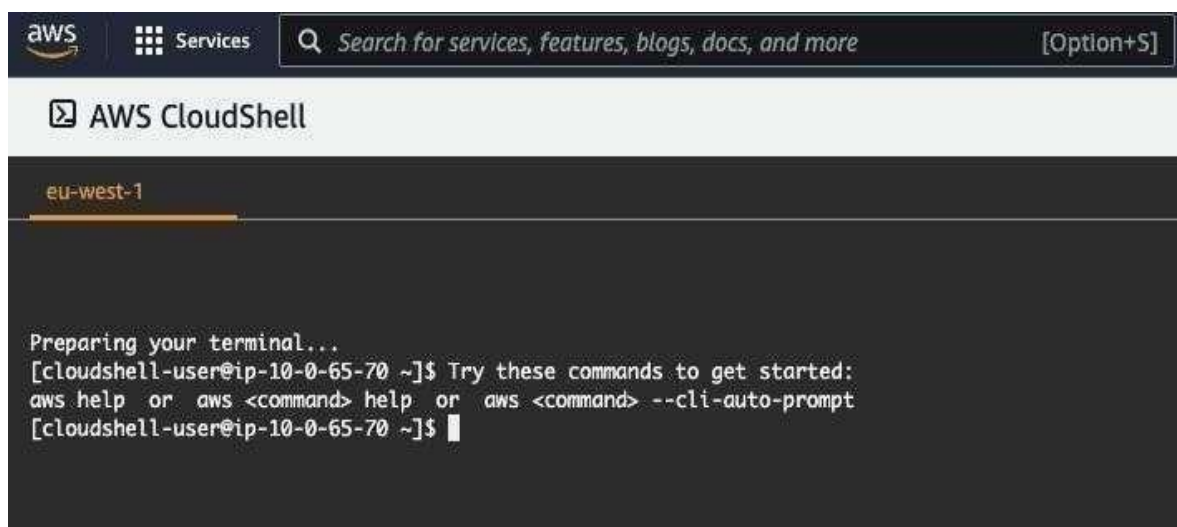 aws Services Search for services, features, blogs, docs, and more [Option+S]
AWS CloudShell
eu-west-1
Preparing your terminal...
[cloudshell-user@ip-10-0-65-70 ~]$ Try these commands to get started:
aws help or aws <command> help or aws <command> --cli-auto-prompt
[cloudshell-user@ip-10-0-65-70 ~]$